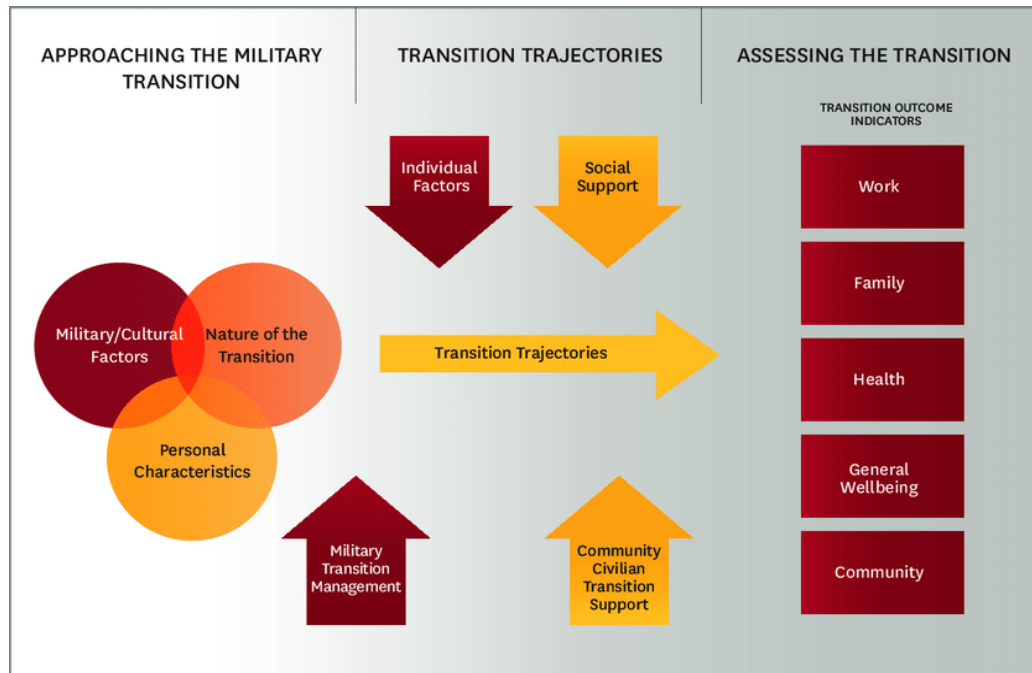 APPROACHING THE MILITARY
TRANSITION
TRANSITION TRAJECTORIES
ASSESSING THE TRANSITION
TRANSITION OUTCOME
INDICATORS
Individual
Factors
Social
Support
Work
Family
Military/Cultural
Factors
Nature of the
Transition
Personal
Characteristics
Transition Trajectories
Health
General
Wellbeing
Military
Transition
Management
Community
Civilian
Transition
Support
Community